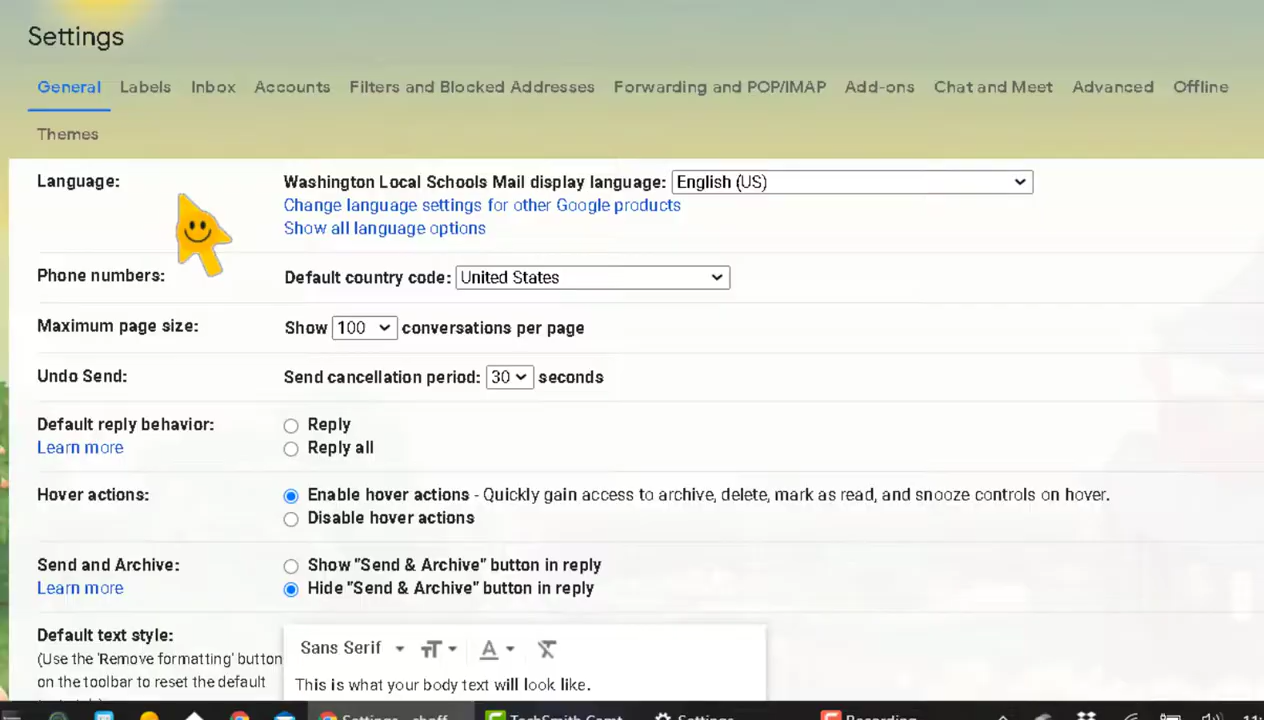 Settings
General Labels Inbox Accounts Filters and Blocked Addresses Forwarding and POP/IMAP Add-ons Chat and Meet Advanced Offline
Themes
Language: Washington Local Schools Mail display language: English (US)
Change language settings for other Google products
Show all language options
Phone numbers: Default country code: United States
Maximum page size: Show 100 conversations per page
Undo Send: Send cancellation period: 30 seconds
Default reply behavior: Reply
Learn more Reply all
Hover actions: Enable hover actions - Quickly gain access to archive, delete, mark as read, and snooze controls on hover.
Disable hover actions
Send and Archive: Show "Send & Archive" button in reply
Learn more Hide "Send & Archive" button in reply
Default text style: Sans Serif
(Use the 'Remove formatting' button
on the toolbar to reset the default
This is what your body text will look like.
Settings Settings Recording